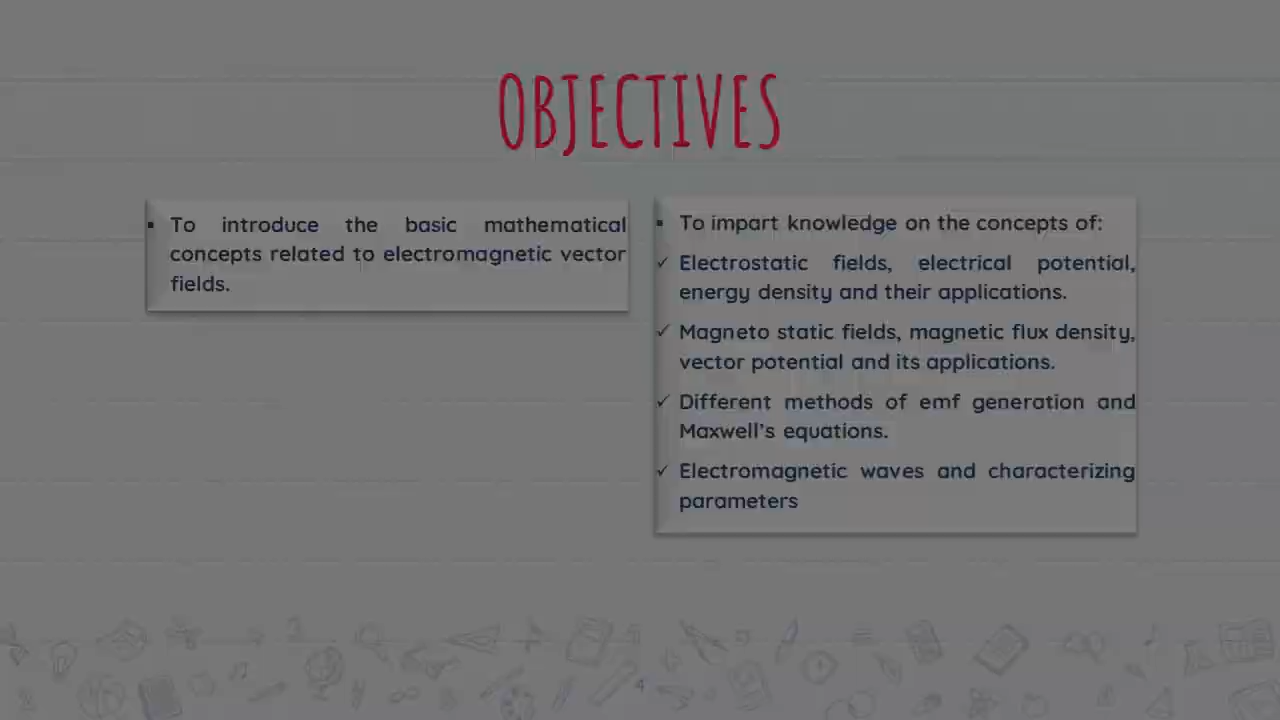 OBJECTIVES
▪ To introduce the basic mathematical
concepts related to electromagnetic vector
fields.
▪ To impart knowledge on the concepts of:
✓ Electrostatic fields, electrical potential,
energy density and their applications.
✓ Magneto static fields, magnetic flux density,
vector potential and its applications.
✓ Different methods of emf generation and
Maxwell's equations.
✓ Electromagnetic waves and characterizing
parameters
4